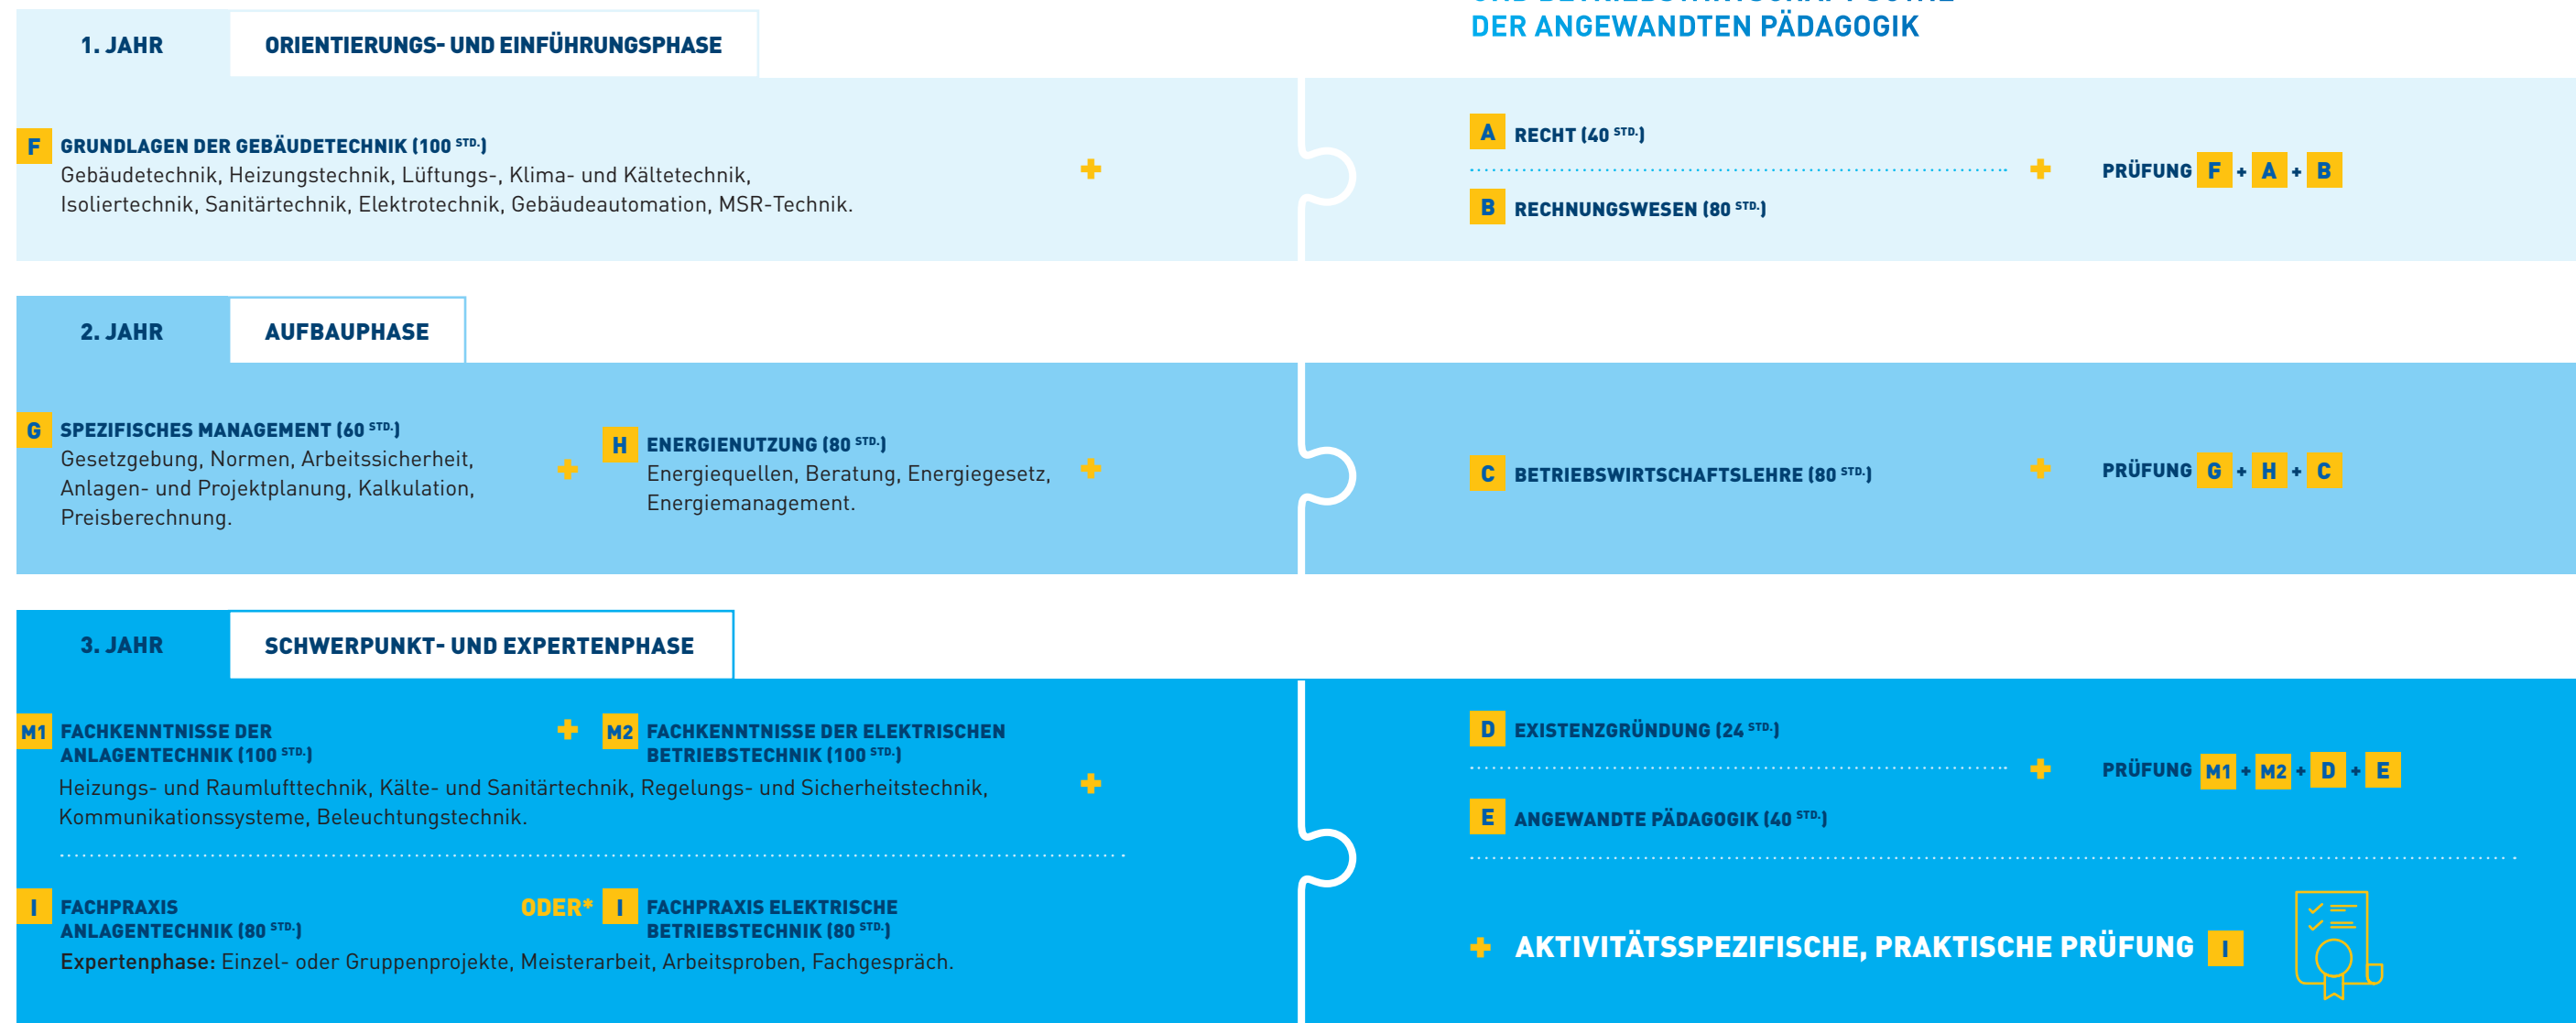 DER ANGEWANDTEN PÄDAGOGIK
1. JAHR
ORIENTIERUNGS- UND EINFÜHRUNGSPHASE
F GRUNDLAGEN DER GEBÄUDETECHNIK (100 STD.)
Gebäudetechnik, Heizungstechnik, Lüftungs-, Klima- und Kältetechnik,
Isoliertechnik, Sanitärtechnik, Elektrotechnik, Gebäudeautomation, MSR-Technik.
+
A RECHT (40 STD.)
B RECHNUNGSWESEN (80 STD.)
+
PRÜFUNG F + A + B
2. JAHR
AUFBAUPHASE
G SPEZIFISCHES MANAGEMENT (60 STD.)
Gesetzgebung, Normen, Arbeitssicherheit,
Anlagen- und Projektplanung, Kalkulation,
Preisberechnung.
+
H ENERGIENUTZUNG (80 STD.)
Energiequellen, Beratung, Energiegesetz,
Energiemanagement.
+
C BETRIEBSWIRTSCHAFTSLEHRE (80 STD.)
+
PRÜFUNG G + H + C
3. JAHR
SCHWERPUNKT- UND EXPERTENPHASE
M1 FACHKENNTNISSE DER
ANLAGENTECHNIK (100 STD.)
+
M2 FACHKENNTNISSE DER ELEKTRISCHEN
BETRIEBSTECHNIK (100 STD.)
Heizungs- und Raumlufttechnik, Kälte- und Sanitärtechnik, Regelungs- und Sicherheitstechnik,
Kommunikationssysteme, Beleuchtungstechnik.
+
D EXISTENZGRÜNDUNG (24 STD.)
E ANGEWANDTE PÄDAGOGIK (40 STD.)
+
PRÜFUNG M1 + M2 + D + E
I FACHPRAXIS
ANLAGENTECHNIK (80 STD.)
ODER*
I FACHPRAXIS ELEKTRISCHE
BETRIEBSTECHNIK (80 STD.)
Expertenphase: Einzel- oder Gruppenprojekte, Meisterarbeit, Arbeitsproben, Fachgespräch.
+ AKTIVITÄTSSPEZIFISCHE, PRAKTISCHE PRÜFUNG I